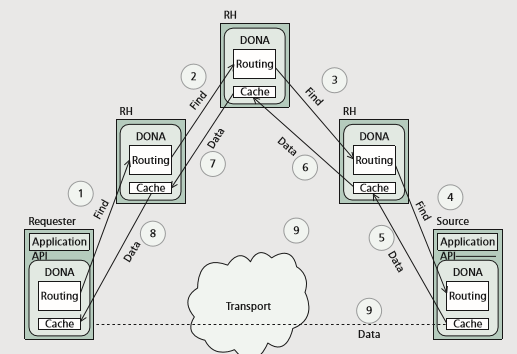 RH
DONA
Routing
Cache
2
Find
3
Find
RH
DONA
Routing
Cache
RH
DONA
Routing
Cache
Data
7
Data
6
1
Find
4
Find
Requester
Application
API
DONA
Routing
Cache
8
Data
9
5
Data
Source
Application
API
DONA
Routing
Cache
Transport
9
Data